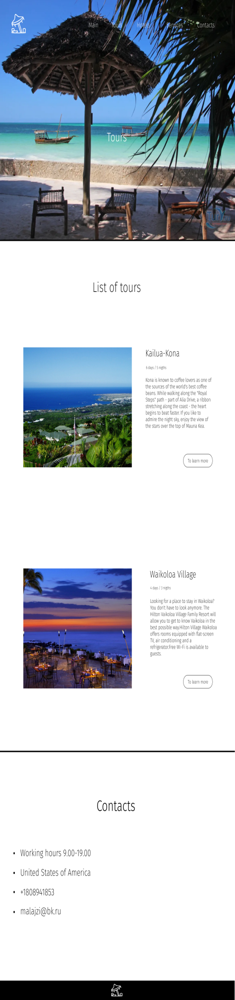 Main Tours Hotels Services Contacts
Tours
List of tours
Kailua-Kona
6 days / 5 nigths
Kona is known to coffee lovers as one of
the sources of the world's best coffee
beans. While walking along the "Royal
Steps" path - part of Alia Drive, a ribbon
stretching along the coast - the heart
begins to beat faster. If you like to
admire the night sky, enjoy the view of
the stars over the top of Mauna Kea.
To learn more
Waikoloa Village
4 days / 3 nigths
Looking for a place to stay in Waikoloa?
You don't have to look anymore. The
Hilton Vaikoloa Village Family Resort will
allow you to get to know Vaikoloa in the
best possible way.Hilton Village Waikoloa
offers rooms equipped with flat-screen
TV, air conditioning and a
refrigerator.Free Wi-Fi is available to
guests.
To learn more
Contacts
• Working hours 9.00-19.00
• United States of America
• +1808941853
• malajzi@bk.ru